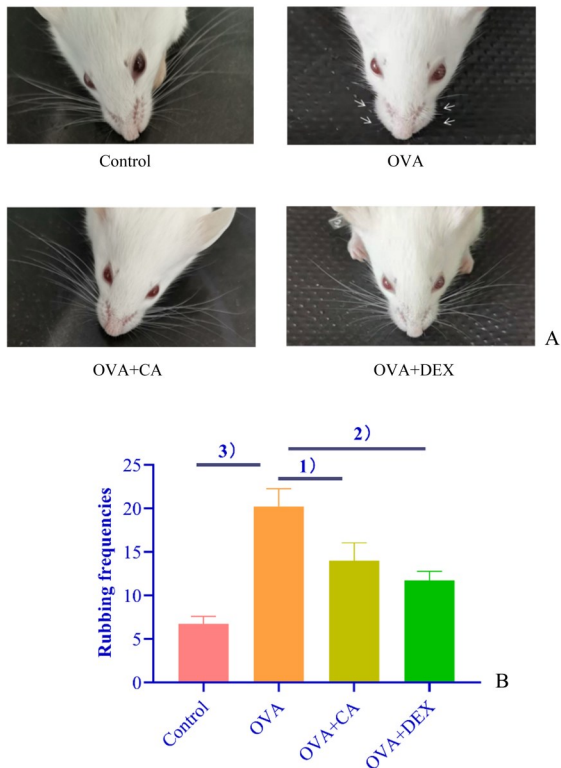 Control
OVA
OVA+CA
OVA+DEX
A
3）
2）
1）
Rubbing frequencies
25
20
15
10
5
0
Control
OVA
OVA+CA
OVA+DEX
B